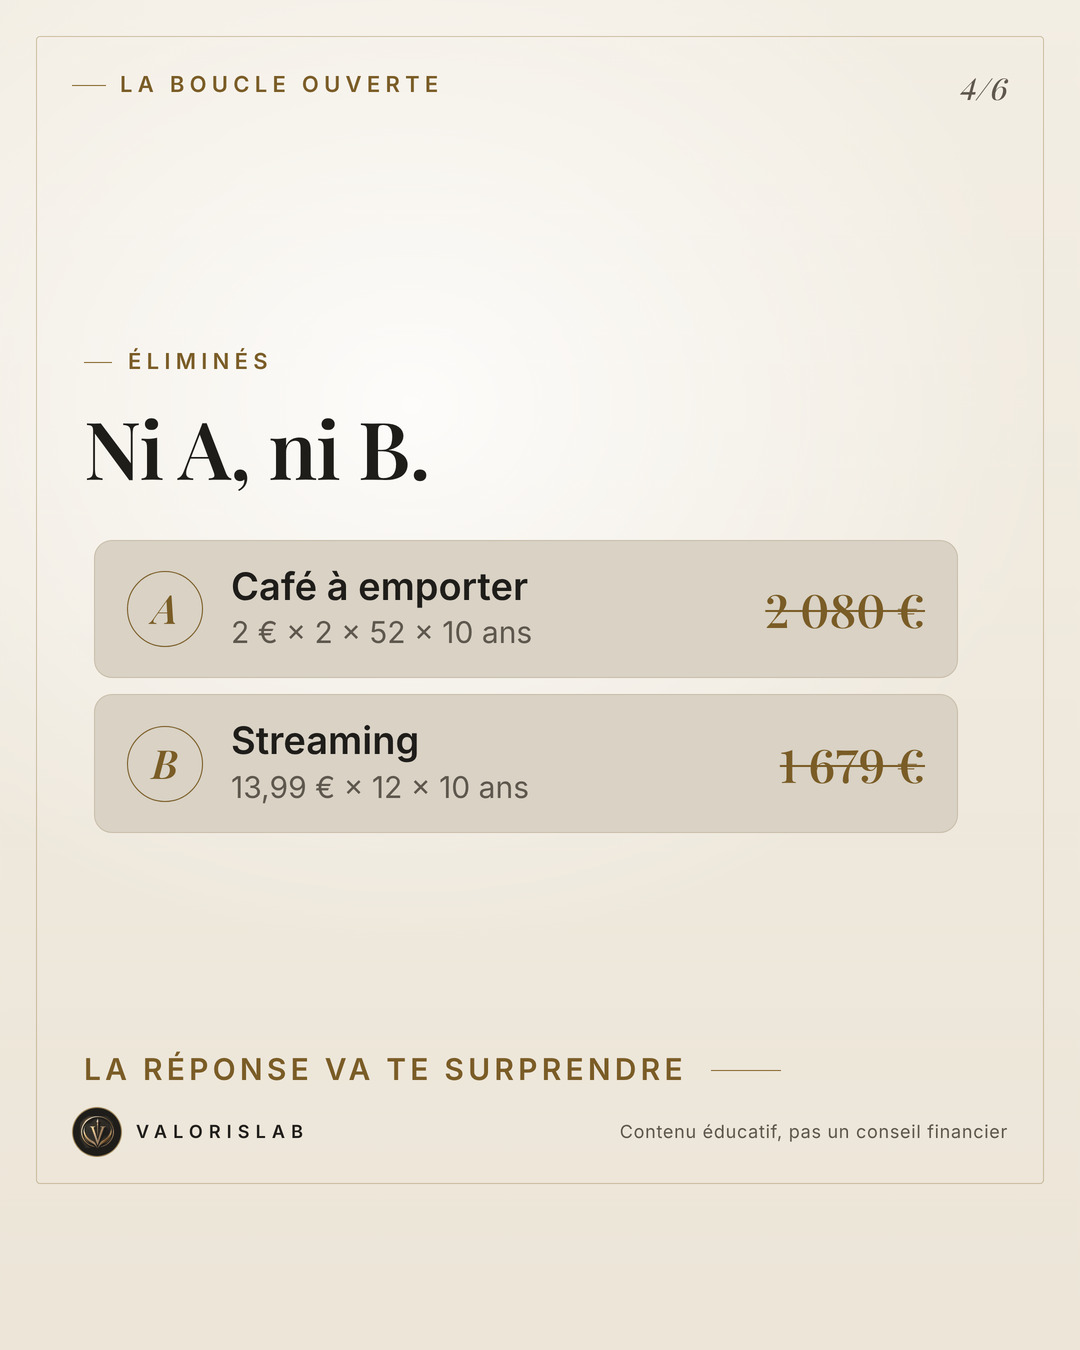 LA BOUCLE OUVERTE
4/6
ÉLIMINÉS
Ni A, ni B.
A
Café à emporter
2 € × 2 × 52 × 10 ans
2 080 €
B
Streaming
13,99 € × 12 × 10 ans
1 679 €
LA RÉPONSE VA TE SURPRENDRE
VALORISLAB
Contenu éducatif, pas un conseil financier